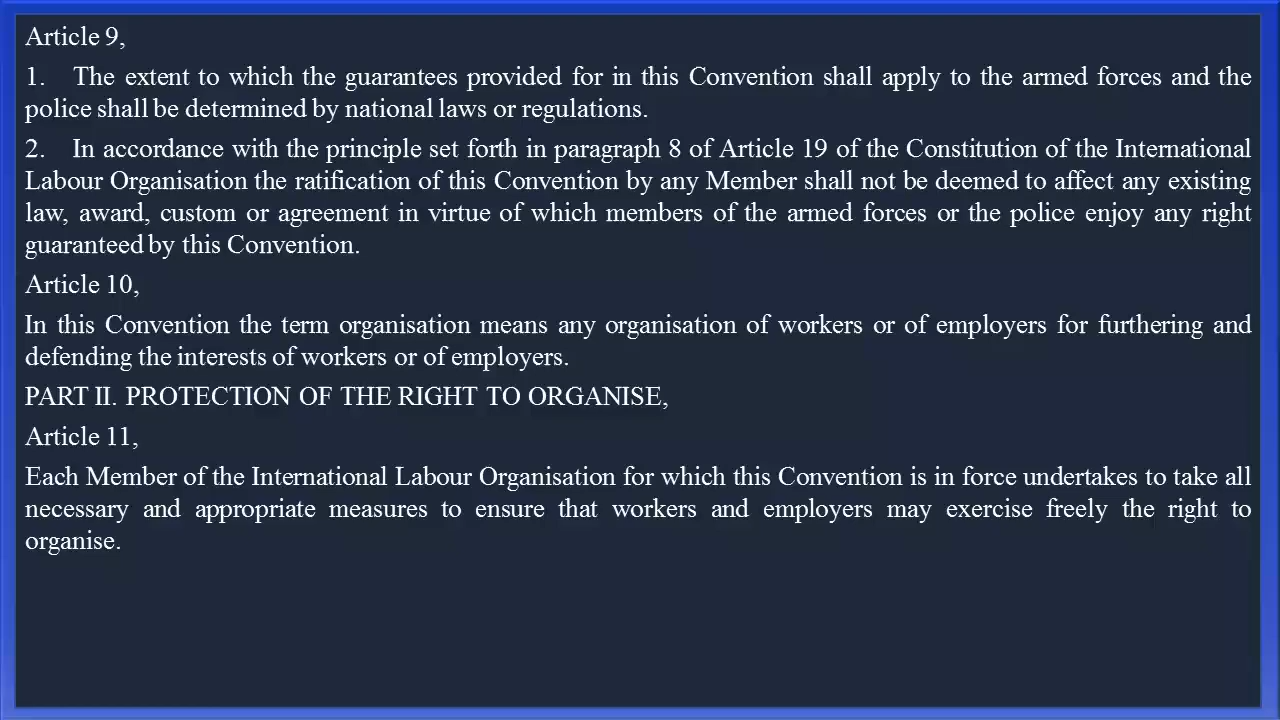 Article 9,
1. The extent to which the guarantees provided for in this Convention shall apply to the armed forces and the
police shall be determined by national laws or regulations.
2. In accordance with the principle set forth in paragraph 8 of Article 19 of the Constitution of the International
Labour Organisation the ratification of this Convention by any Member shall not be deemed to affect any existing
law, award, custom or agreement in virtue of which members of the armed forces or the police enjoy any right
guaranteed by this Convention.
Article 10,
In this Convention the term organisation means any organisation of workers or of employers for furthering and
defending the interests of workers or of employers.
PART II. PROTECTION OF THE RIGHT TO ORGANISE,
Article 11,
Each Member of the International Labour Organisation for which this Convention is in force undertakes to take all
necessary and appropriate measures to ensure that workers and employers may exercise freely the right to
organise.